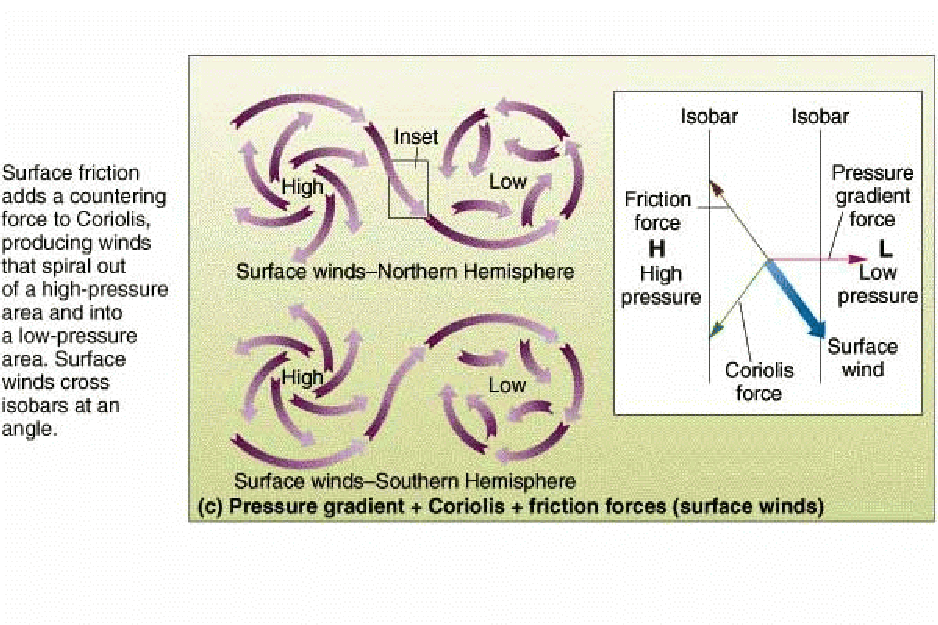 Surface friction
adds a countering
force to Coriolis,
producing winds
that spiral out
of a high-pressure
area and into
a low-pressure
area. Surface
winds cross
isobars at an
angle.
Inset
High
Low
Surface winds–Northern Hemisphere
High
Low
Surface winds–Southern Hemisphere
(c) Pressure gradient + Coriolis + friction forces (surface winds)
Isobar
Isobar
Friction
force
H
High
pressure
Pressure
gradient
force
L
Low
pressure
Coriolis
force
Surface
wind